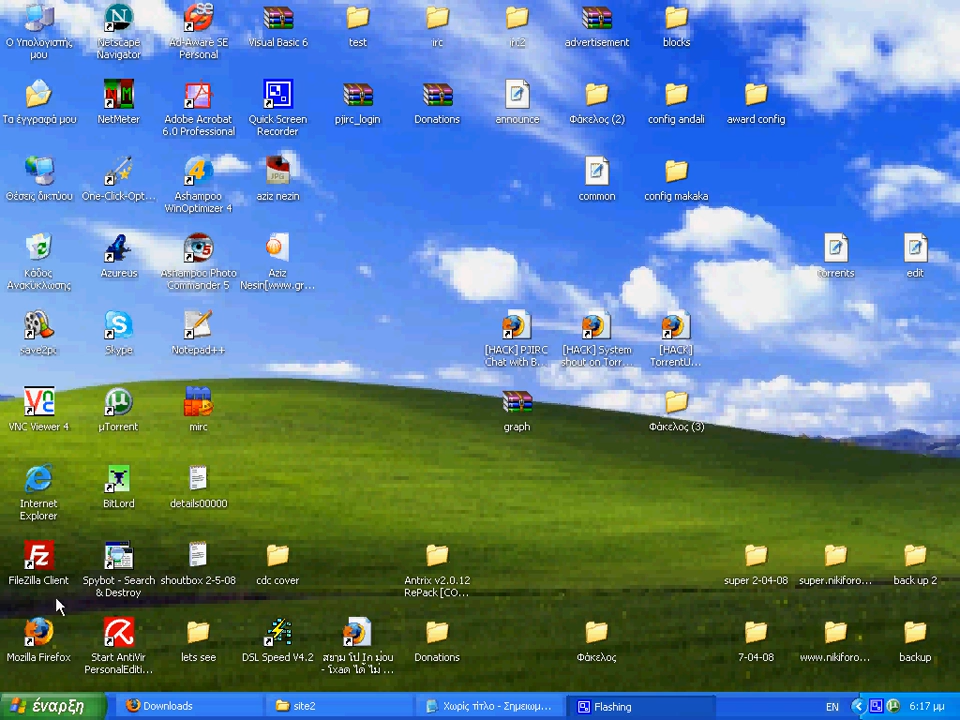 Ο Υπολογιστής μου
Netscape Navigator
Ad-Aware SE Personal
Visual Basic 6
test
irc
irc2
advertisement
blocks
Τα έγγραφά μου
NetMeter
Adobe Acrobat 6.0 Professional
Quick Screen Recorder
pjirc_login
Donations
announce
Φάκελος (2)
config andali
award config
Θέσεις δικτύου
One-Click-Opt...
Ashampoo WinOptimizer 4
aziz nezin
common
config makaka
Κάδος Ανακύκλωσης
Azureus
Ashampoo Photo Commander 5
Aziz Nesin[www.gr...
torrents
edit
save2pc
Skype
Notepad++
[HACK] PJIRC Chat with B...
[HACK] System shout on Torr...
[HACK] TorrentU...
VNC Viewer 4
µTorrent
mirc
graph
Φάκελος (3)
Internet Explorer
BitLord
details00000
FileZilla Client
Spybot - Search & Destroy
shoutbox 2-5-08
cdc cover
Antrix v2.0.12 RePack [CO...
super 2-04-08
super.nikiforo...
back up 2
Mozilla Firefox
Start AntiVir PersonalEditi...
lets see
DSL Speed V4.2
Donations
Φάκελος
7-04-08
www.nikiforo...
backup
έναρξη
Downloads
site2
Χωρίς τίτλο - Σημειωμ...
Flashing
EN
6:17 μμ